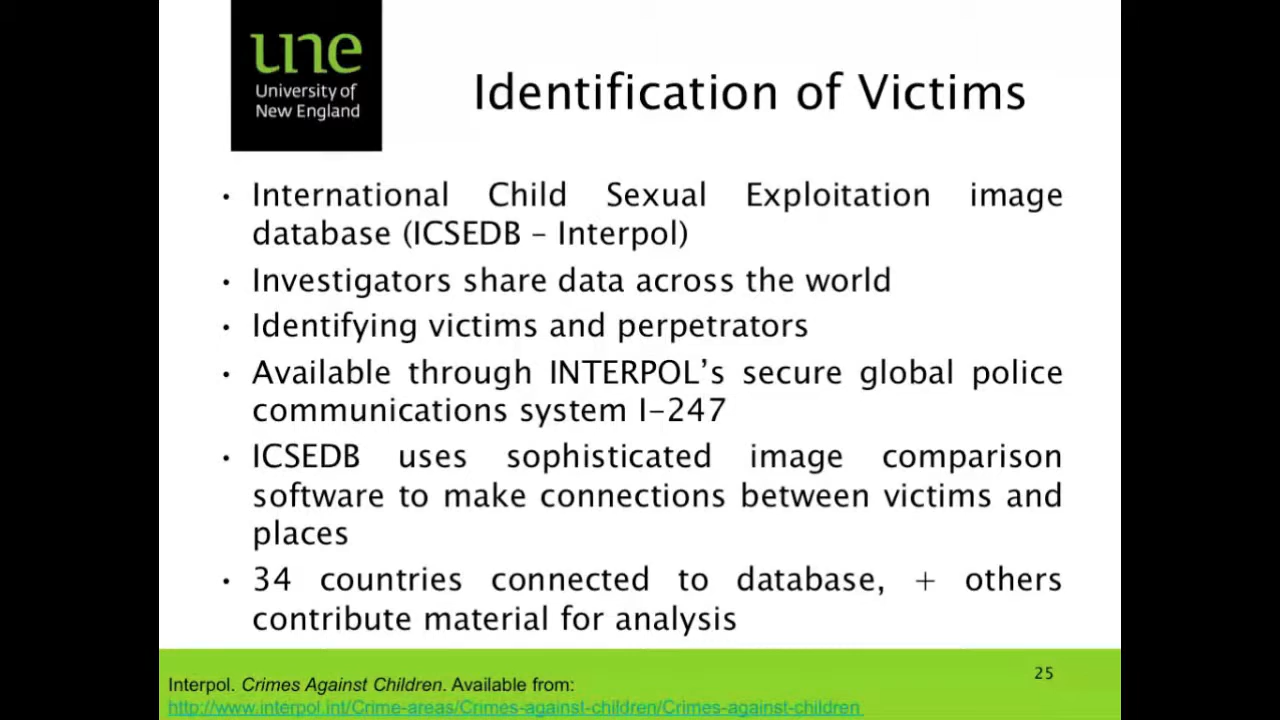 une
University of
New England
Identification of Victims
• International Child Sexual Exploitation image
database (ICSEDB – Interpol)
• Investigators share data across the world
• Identifying victims and perpetrators
• Available through INTERPOL’s secure global police
communications system I-247
• ICSEDB uses sophisticated image comparison
software to make connections between victims and
places
• 34 countries connected to database, + others
contribute material for analysis
25
Interpol. Crimes Against Children. Available from:
http://www.interpol.int/Crime-areas/Crimes-against-children/Crimes-against-children